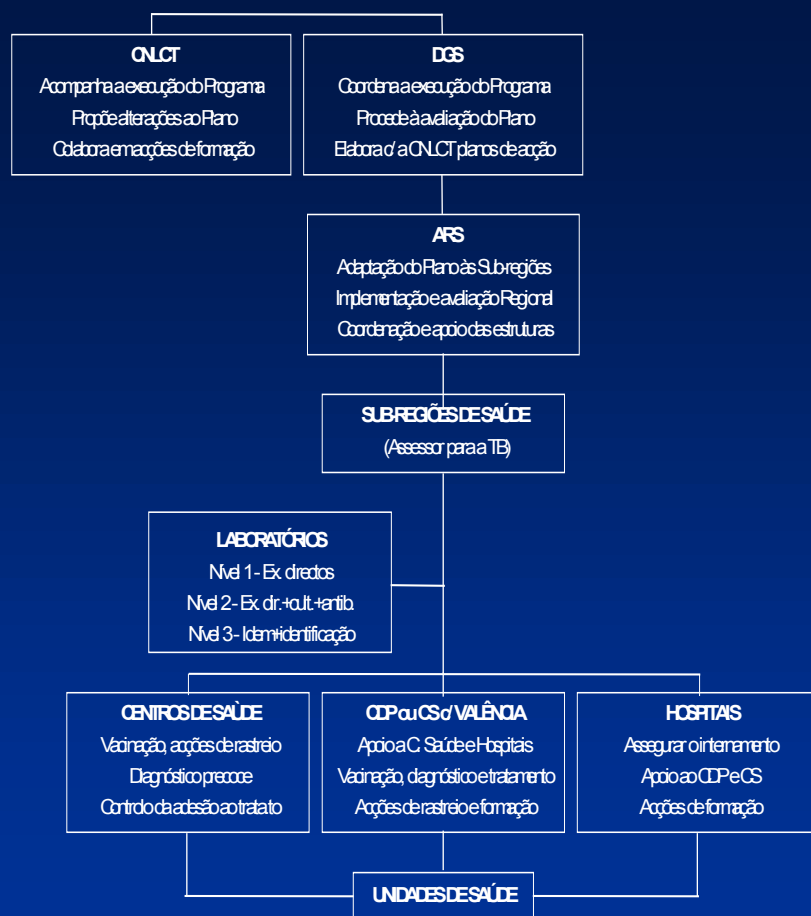 CNLCT
Acompanha a execução do Programa
Propõe alterações ao Plano
Colabora em acções de formação
DGS
Coordena a execução do Programa
Procede à avaliação do Plano
Elabora c/ a CNLCT planos de acção
ARS
Adaptação do Plano às Sub-regiões
Implementação e avaliação Regional
Coordenação e apoio das estruturas
SUB-REGIÕES DE SAÚDE
(Assessor para a TB)
LABORATÓRIOS
Nível 1 - Ex. directos
Nível 2 - Ex. dir.+cult.+antib.
Nível 3 - Idem+identificação
CENTROS DE SAÙDE
Vacinação, acções de rastreio
Diagnóstico precoce
Controlo da adesão ao tratato
CDP ou CS c/ VALÊNCIA
Apoio a C. Saúde e Hospitais
Vacinação, diagnóstico e tratamento
Acções de rastreio e formação
HOSPITAIS
Assegurar o internamento
Apoio ao CDP e CS
Acções de formação
UNIDADES DE SAÚDE